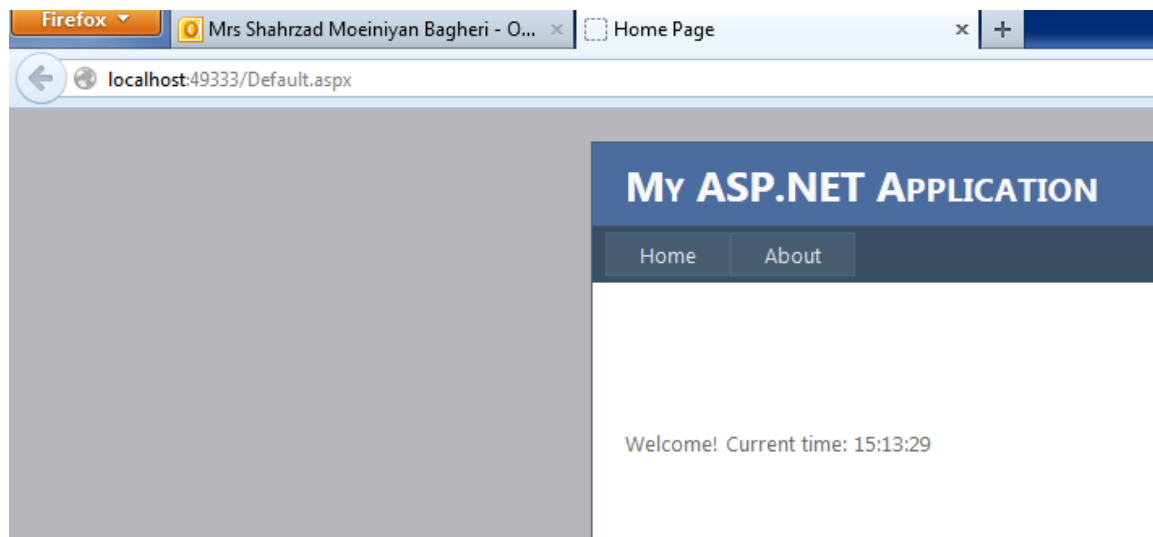 Firefox
Mrs Shahrzad Moeiniyan Bagheri - O...
Home Page
localhost:49333/Default.aspx
My ASP.NET Application
Home About
Welcome! Current time: 15:13:29